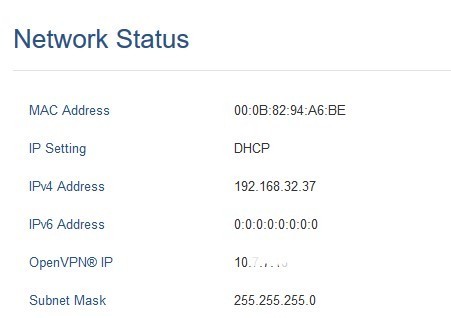 Network Status
MAC Address 00:0B:82:94:A6:BE
IP Setting DHCP
IPv4 Address 192.168.32.37
IPv6 Address 0:0:0:0:0:0:0:0
OpenVPN® IP 10.
Subnet Mask 255.255.255.0